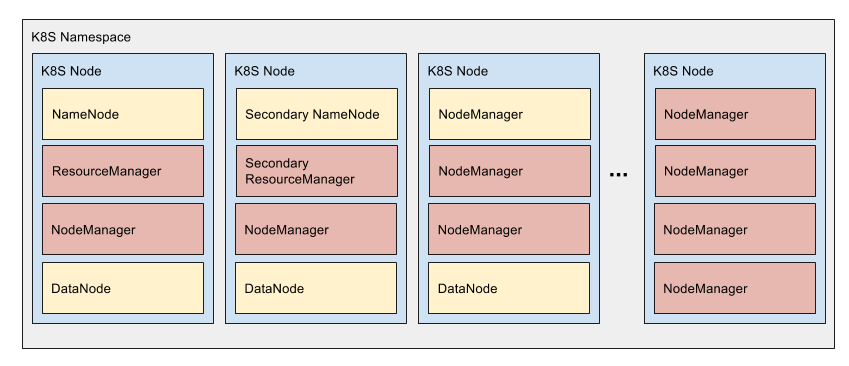 K8S Namespace
K8S Node
NameNode
ResourceManager
NodeManager
DataNode
K8S Node
Secondary NameNode
Secondary
ResourceManager
NodeManager
DataNode
K8S Node
NodeManager
NodeManager
NodeManager
DataNode
...
K8S Node
NodeManager
NodeManager
NodeManager
NodeManager